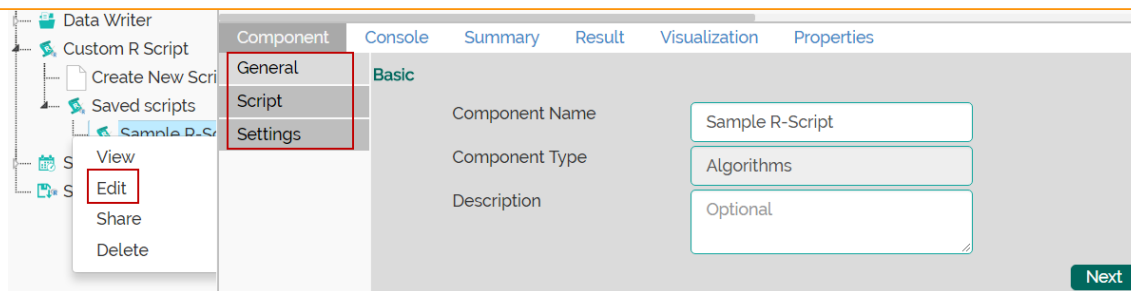 Data Writer
Custom R Script
Create New Scri
Saved scripts
Sample R-Sc
S
S
View
Edit
Share
Delete
Component Console Summary Result Visualization Properties
General
Script
Settings
Basic
Component Name Sample R-Script
Component Type Algorithms
Description Optional
Next